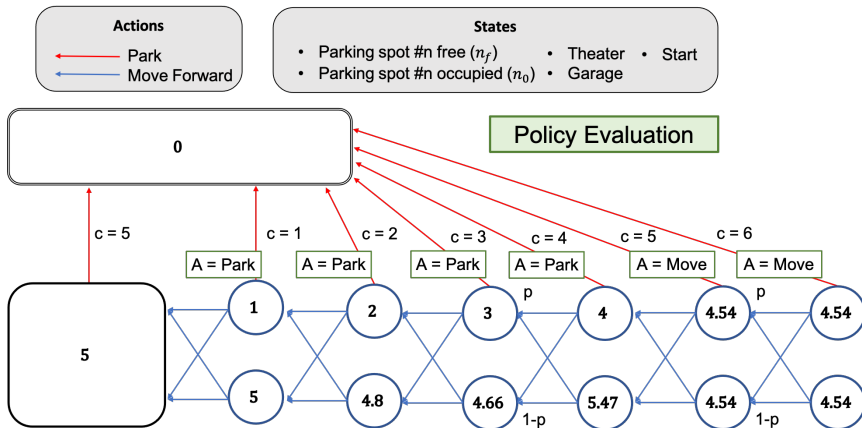 Actions
Park
Move Forward
States
• Parking spot #n free (n_f)
• Parking spot #n occupied (n_0)
• Theater
• Garage
• Start
0
Policy Evaluation
c = 5
c = 1
c = 2
c = 3
c = 4
c = 5
c = 6
A = Park
A = Park
A = Park
A = Park
A = Move
A = Move
p
p
5
1
2
3
4
4.54
4.54
5
4.8
4.66
5.47
4.54
4.54
1-p
1-p